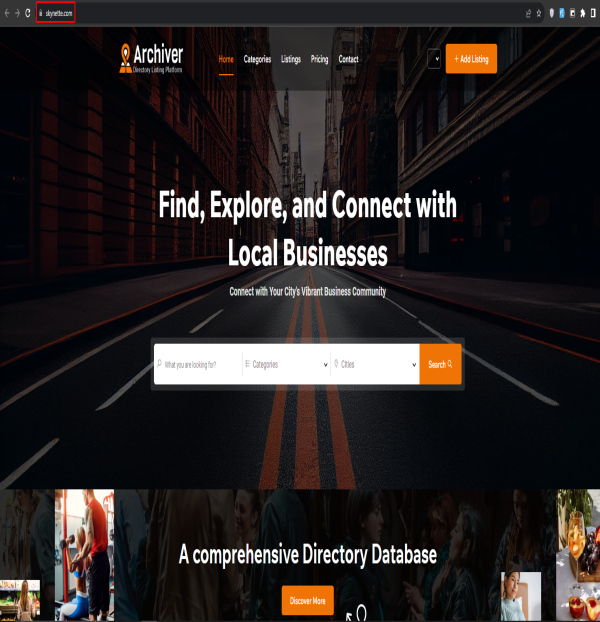 skynette.com
Archiver
Directory Listing Platform
Home Categories Listings Pricing Contact
+ Add Listing
Find, Explore, and Connect with
Local Businesses
Connect with Your City's Vibrant Business Community
What you are looking for? Categories Cities Search
A comprehensive Directory Database
Discover More